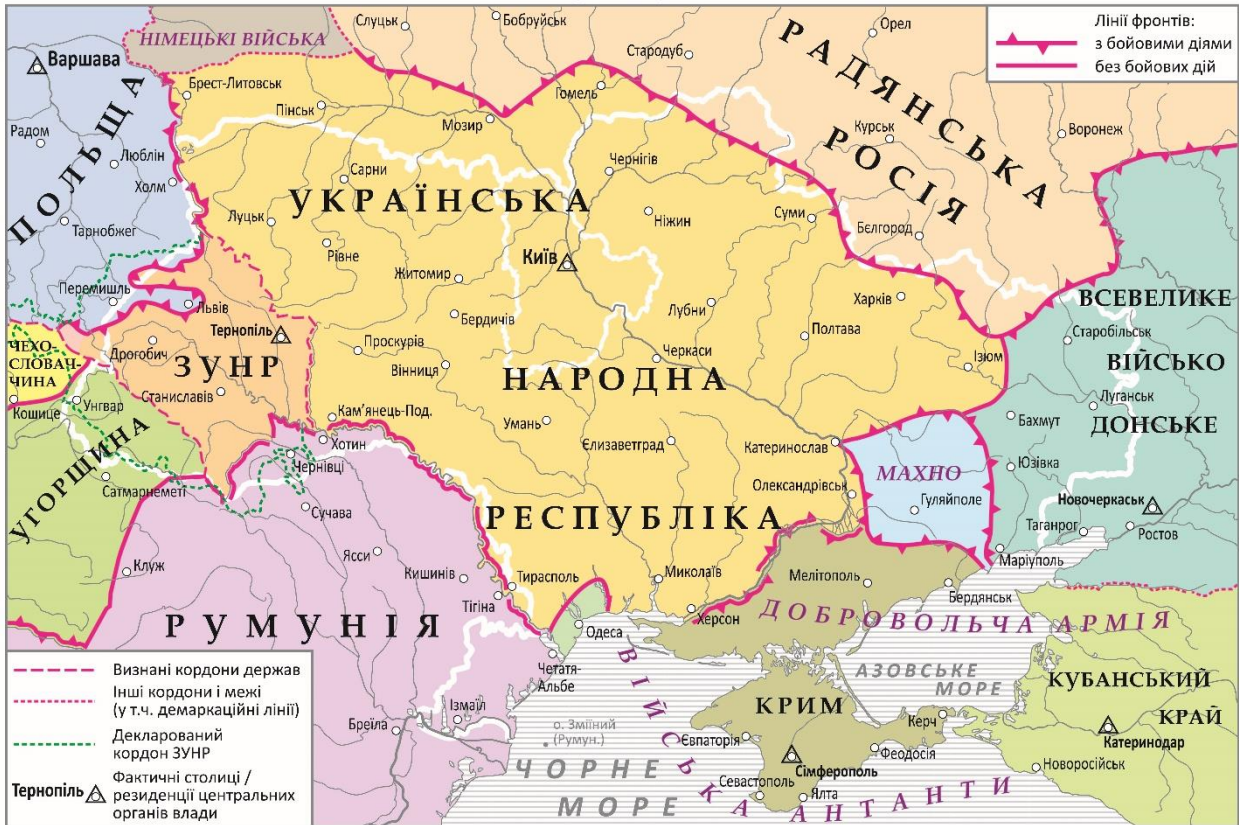 Слуцьк
Бобруйськ
Орел
Лінії фронтів:
з бойовими діями
без бойових дій
НІМЕЦЬКІ ВІЙСЬКА
Стародуб
РАДЯНСЬКА
РОСІЯ
Варшава
Брест-Литовськ
Пінськ
Гомель
Мозир
Курськ
Воронеж
ПОЛЬЩА
Радом
Люблін
Холм
Сарни
Чернігів
УКРАЇНСЬКА
Тарнобжег
Луцьк
Рівне
Ніжин
Суми
Бєлгород
Київ
Житомир
Перемишль
Львів
Тернопіль
Бердичів
Лубни
Харків
ВСЕВЕЛИКЕ
Старобільськ
ЧЕХО-
СЛОВАЧ-
ЧИНА
Дрогобич
ЗУНР
Проскурів
Вінниця
Черкаси
Полтава
Ізюм
ВІЙСЬКО
НАРОДНА
Станиславів
Кошице
Унгвар
Луганськ
Бахмут
ДОНСЬКЕ
Кам'янець-Под.
Умань
Єлизаветград
Катеринослав
Хотин
Чернівці
УГОРЩИНА
Сатмарнеметі
Юзівка
МАХНО
Гуляйполе
Олександрівськ
Новочеркаськ
Сучава
РЕСПУБЛІКА
Таганрог
Ростов
Клуж
Ясси
Кишинів
Тирасполь
Тігіна
Миколаїв
Мелітополь
Маріуполь
Бердянськ
РУМУНІЯ
Херсон
ДОБРОВОЛЬЧА АРМІЯ
Одеса
Четатя-
Альбе
АЗОВСЬКЕ
МОРЕ
КУБАНСЬКИЙ
КРАЙ
Визнані кордони держав
Інші кордони і межі
(у т.ч. демаркаційні лінії)
Декларований
кордон ЗУНР
Тернопіль
Фактичні столиці /
резиденції центральних
органів влади
Бреїла
Ізмаїл
о. Зміїний
(Румун.)
КРИМ
Керч
Євпаторія
Феодосія
Сімферополь
Севастополь
Ялта
Катеринодар
Новоросійськ
ЧОРНЕ
МОРЕ
ВІЙСЬКА АНТАНТИ